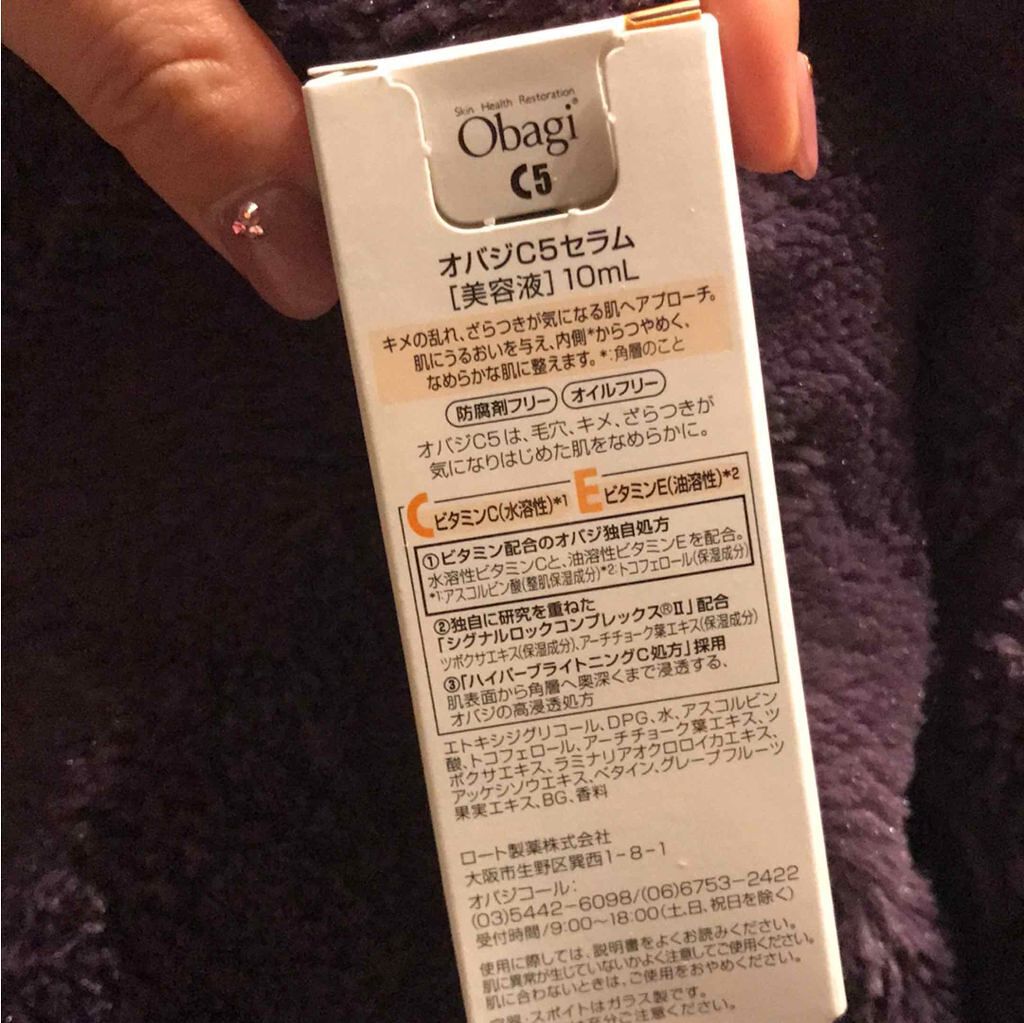 Skin Health Restoration
Obagi®
C5
オバジC5セラム
［美容液］10mL
キメの乱れ、ざらつきが気になる肌へアプローチ。
肌にうるおいを与え、内側*からつやめく、
なめらかな肌に整えます。*:角層のこと
防腐剤フリー オイルフリー
オバジC5は、毛穴、キメ、ざらつきが
気になりはじめた肌をなめらかに。
C ビタミンC(水溶性)*1 E ビタミンE(油溶性)*2
①ビタミン配合のオバジ独自処方
水溶性ビタミンCと、油溶性ビタミンEを配合。
*1:アスコルビン酸(整肌保湿成分)*2:トコフェロール(保湿成分)
②独自に研究を重ねた
「シグナルロックコンプレックス®Ⅱ」配合
ツボクサエキス(保湿成分)、アーチチョーク葉エキス(保湿成分)
③「ハイパーブライトニングC処方」採用
肌表面から角層へ奥深くまで浸透する、
オバジの高浸透処方
エトキシジグリコール、DPG、水、アスコルビン
酸、トコフェロール、アーチチョーク葉エキス、ツ
ボクサエキス、ラミナリアオクロロイカエキス、
アッケシソウエキス、ベタイン、グレープフルーツ
果実エキス、BG、香料
ロート製薬株式会社
大阪市生野区巽西1-8-1
オバジコール:
(03)5442-6098/(06)6753-2422
受付時間/9:00～18:00(土、日、祝日を除く)
使用に際しては、説明書をよくお読みください。
肌に異常が生じていないかよく注意してご使用ください。
肌に合わないときは、ご使用をおやめください。
容器・スポイトはガラス製です。
充分ご注意ください。